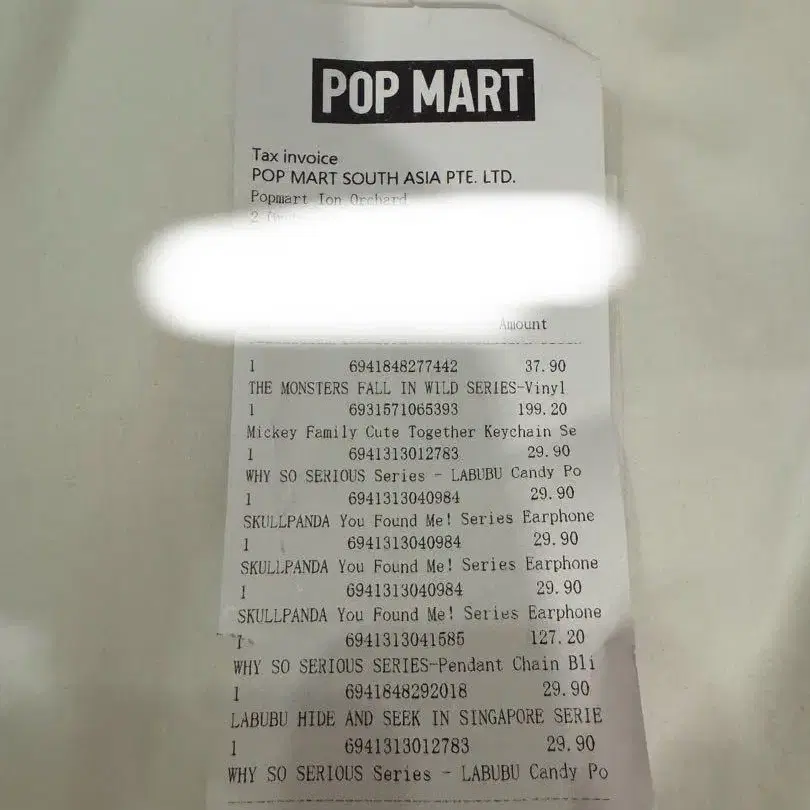 POP MART
Tax invoice
POP MART SOUTH ASIA PTE. LTD.
Popmart Ion Orchard
2
Amount
1 6941848277442 37.90
THE MONSTERS FALL IN WILD SERIES-Vinyl
1 6931571065393 199.20
Mickey Family Cute Together Keychain Se
1 6941313012783 29.90
WHY SO SERIOUS Series - LABUBU Candy Po
1 6941313040984 29.90
SKULLPANDA You Found Me! Series Earphone
1 6941313040984 29.90
SKULLPANDA You Found Me! Series Earphone
1 6941313040984 29.90
SKULLPANDA You Found Me! Series Earphone
1 6941313041585 127.20
WHY SO SERIOUS SERIES-Pendant Chain Bli
1 6941848292018 29.90
LABUBU HIDE AND SEEK IN SINGAPORE SERIE
1 6941313012783 29.90
WHY SO SERIOUS Series - LABUBU Candy Po